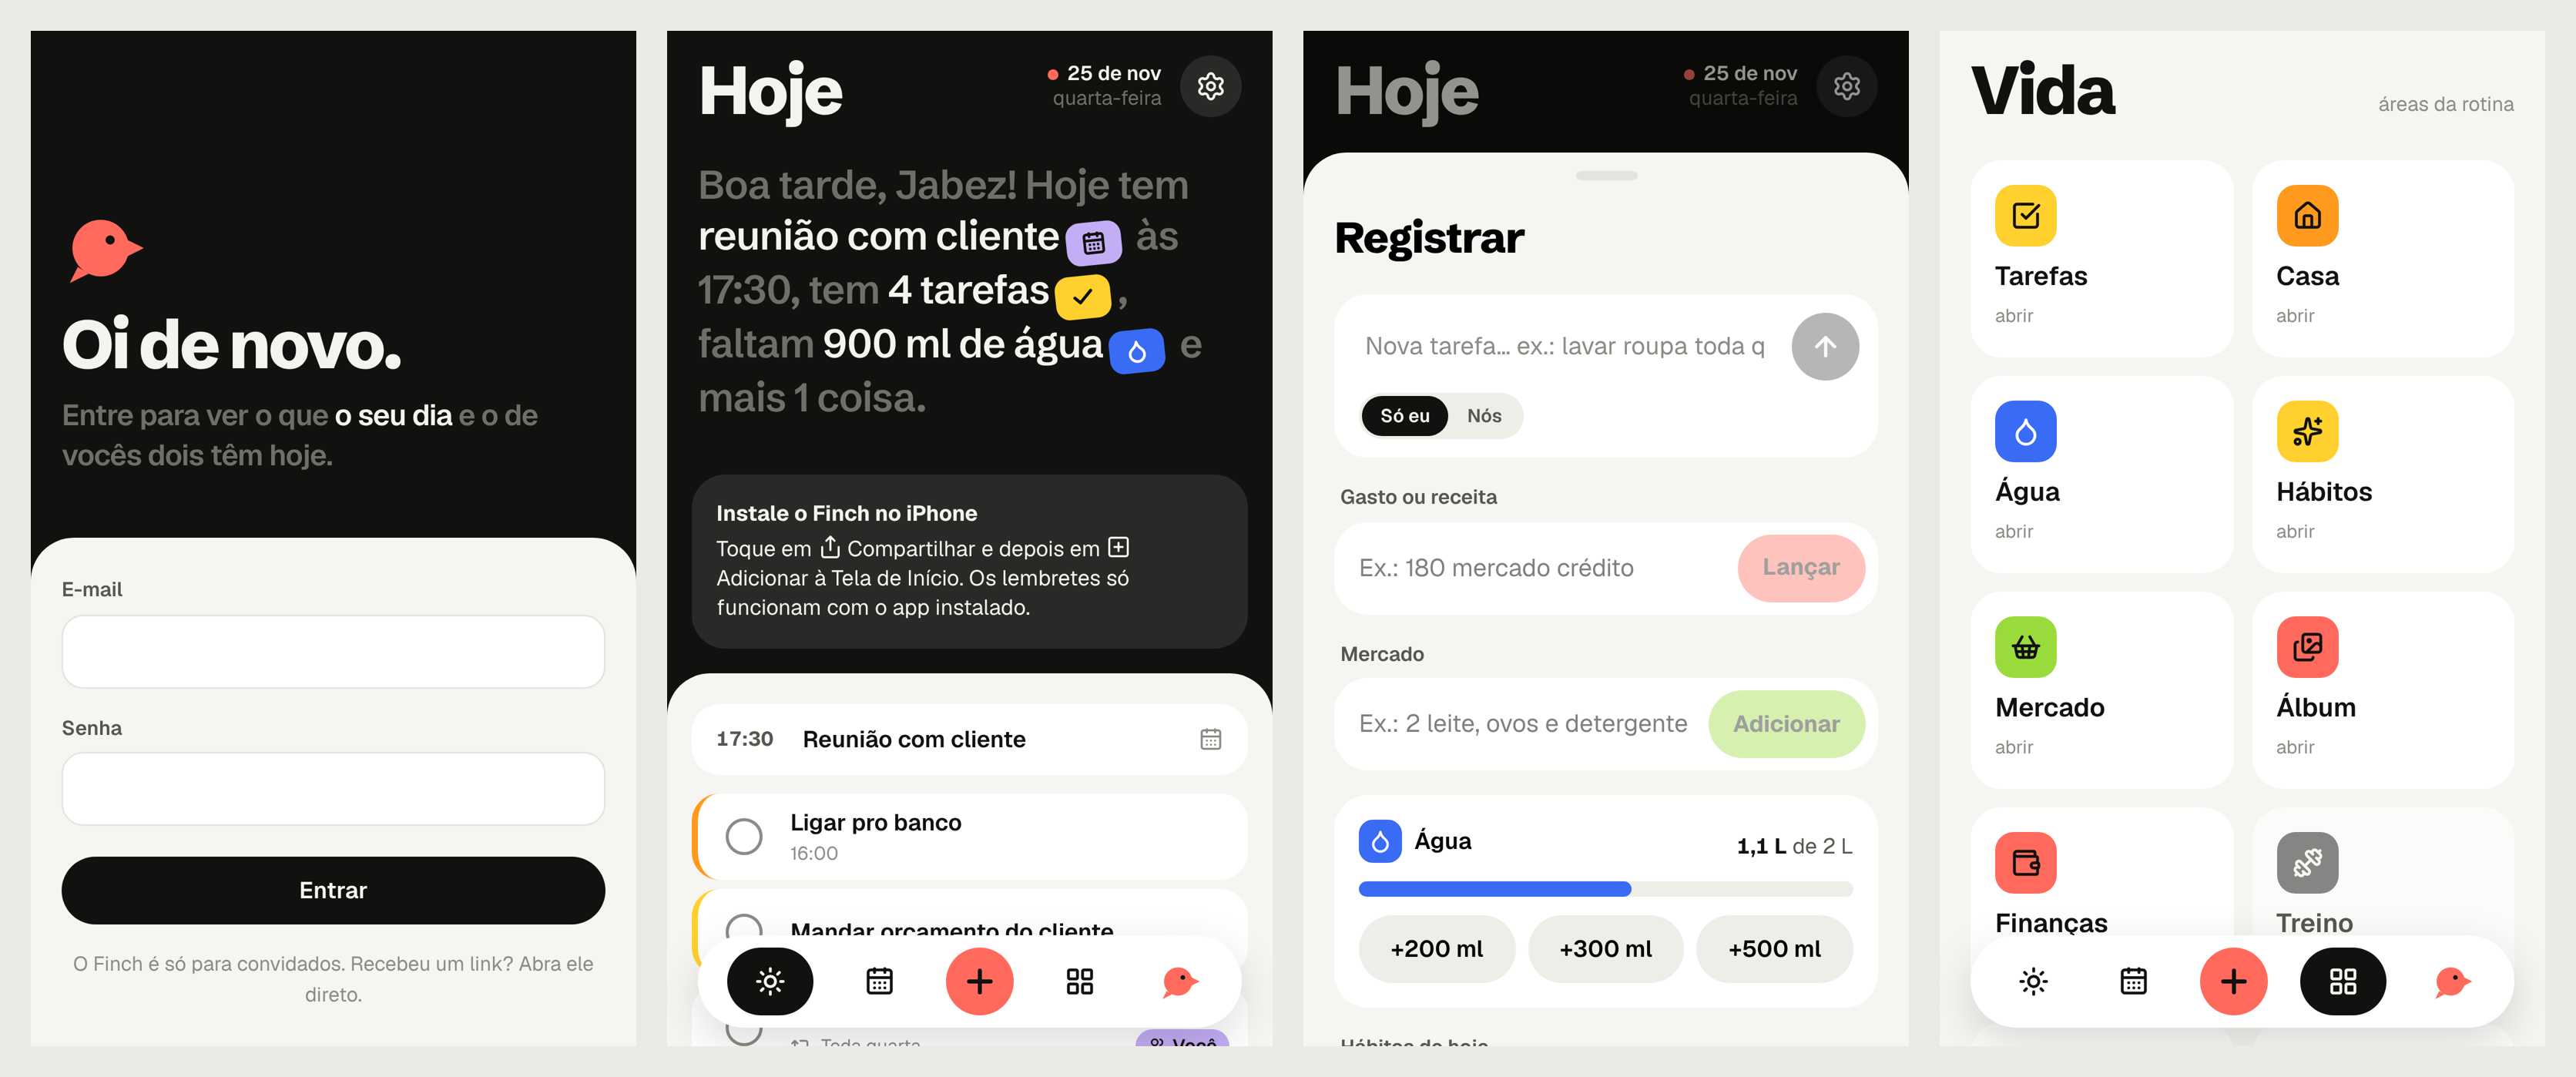 Oi de novo.
Entre para ver o que o seu dia e o de
vocês dois têm hoje.
E-mail
Senha
Entrar
O Finch é só para convidados. Recebeu um link? Abra ele
direto.
Hoje
25 de nov
quarta-feira
Boa tarde, Jabez! Hoje tem
reunião com cliente às
17:30, tem 4 tarefas ,
faltam 900 ml de água e
mais 1 coisa.
Instale o Finch no iPhone
Toque em Compartilhar e depois em
Adicionar à Tela de Início. Os lembretes só
funcionam com o app instalado.
17:30 Reunião com cliente
Ligar pro banco
16:00
Mandar orçamento do cliente
Toda quarta
Você
Hoje
25 de nov
quarta-feira
Registrar
Nova tarefa... ex.: lavar roupa toda q
Só eu Nós
Gasto ou receita
Ex.: 180 mercado crédito Lançar
Mercado
Ex.: 2 leite, ovos e detergente Adicionar
Água 1,1 L de 2 L
+200 ml +300 ml +500 ml
Hábitos de hoje
Vida
áreas da rotina
Tarefas
abrir
Casa
abrir
Água
abrir
Hábitos
abrir
Mercado
abrir
Álbum
abrir
Finanças
Treino